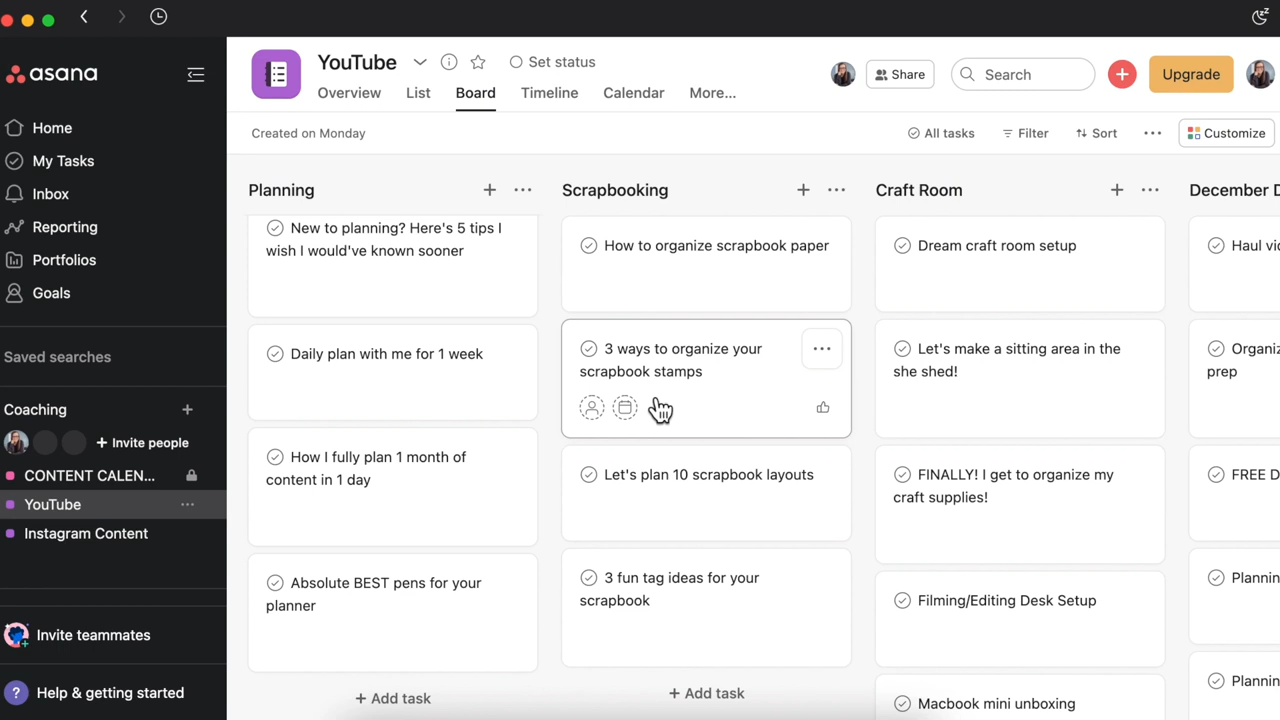 asana
Home
My Tasks
Inbox
Reporting
Portfolios
Goals
Saved searches
Coaching
+ Invite people
CONTENT CALEN...
YouTube
Instagram Content
Invite teammates
? Help & getting started
YouTube
Set status
Share
Search
Upgrade
Overview List Board Timeline Calendar More...
Created on Monday
All tasks Filter Sort Customize
Planning
New to planning? Here's 5 tips I
wish I would've known sooner
Daily plan with me for 1 week
How I fully plan 1 month of
content in 1 day
Absolute BEST pens for your
planner
+ Add task
Scrapbooking
How to organize scrapbook paper
3 ways to organize your
scrapbook stamps
Let's plan 10 scrapbook layouts
3 fun tag ideas for your
scrapbook
+ Add task
Craft Room
Dream craft room setup
Let's make a sitting area in the
she shed!
FINALLY! I get to organize my
craft supplies!
Filming/Editing Desk Setup
Macbook mini unboxing
December
Haul
prep
FREE